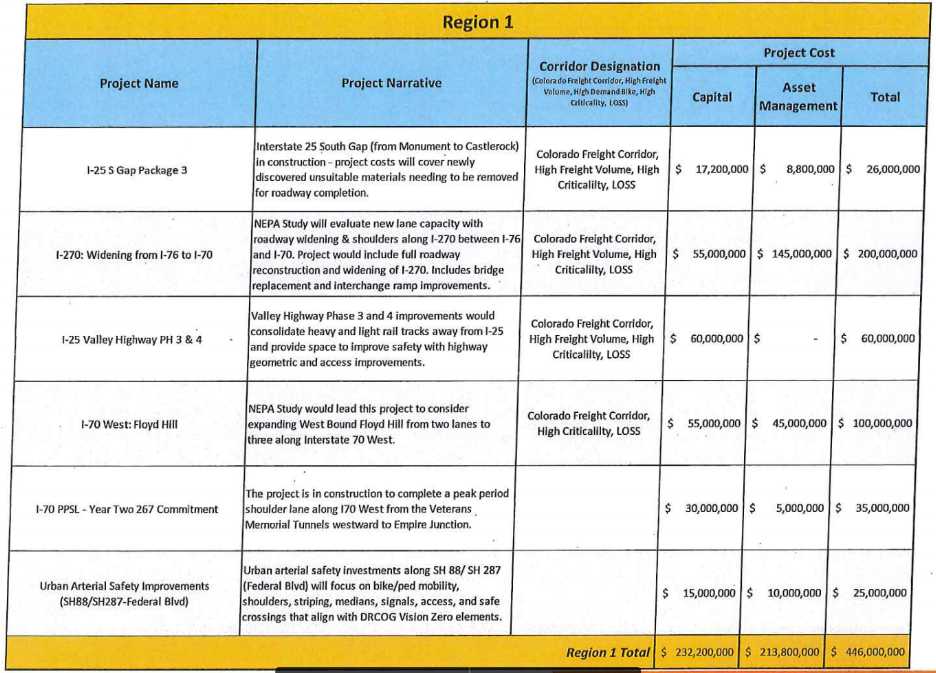 Region 1
Project Name
Project Narrative
Corridor Designation
(Colorado Freight Corridor, High Freight
Volume, High Demand Bike, High
Criticality, LOSS)
Project Cost
Capital
Asset
Management
Total
I-25 S Gap Package 3
Interstate 25 South Gap (from Monument to Castlerock)
in construction - project costs will cover newly
discovered unsuitable materials needing to be removed
for roadway completion.
Colorado Freight Corridor,
High Freight Volume, High
Criticalilty, LOSS
$ 17,200,000
$ 8,800,000
$ 26,000,000
I-270: Widening from I-76 to I-70
NEPA Study will evaluate new lane capacity with
roadway widening & shoulders along I-270 between I-76
and I-70. Project would include full roadway
reconstruction and widening of I-270. Includes bridge
replacement and interchange ramp improvements.
Colorado Freight Corridor,
High Freight Volume, High
Criticalilty, LOSS
$ 55,000,000
$ 145,000,000
$ 200,000,000
I-25 Valley Highway PH 3 & 4
Valley Highway Phase 3 and 4 improvements would
consolidate heavy and light rail tracks away from I-25
and provide space to improve safety with highway
geometric and access improvements.
Colorado Freight Corridor,
High Freight Volume, High
Criticalilty, LOSS
$ 60,000,000
$ -
$ 60,000,000
I-70 West: Floyd Hill
NEPA Study would lead this project to consider
expanding West Bound Floyd Hill from two lanes to
three along Interstate 70 West.
Colorado Freight Corridor,
High Criticalilty, LOSS
$ 55,000,000
$ 45,000,000
$ 100,000,000
I-70 PPSL - Year Two 267 Commitment
The project is in construction to complete a peak period
shoulder lane along I70 West from the Veterans
Memorial Tunnels westward to Empire Junction.
$ 30,000,000
$ 5,000,000
$ 35,000,000
Urban Arterial Safety Improvements
(SH88/SH287-Federal Blvd)
Urban arterial safety investments along SH 88/ SH 287
(Federal Blvd) will focus on bike/ped mobility,
shoulders, striping, medians, signals, access, and safe
crossings that align with DRCOG Vision Zero elements.
$ 15,000,000
$ 10,000,000
$ 25,000,000
Region 1 Total
$ 232,200,000
$ 213,800,000
$ 446,000,000